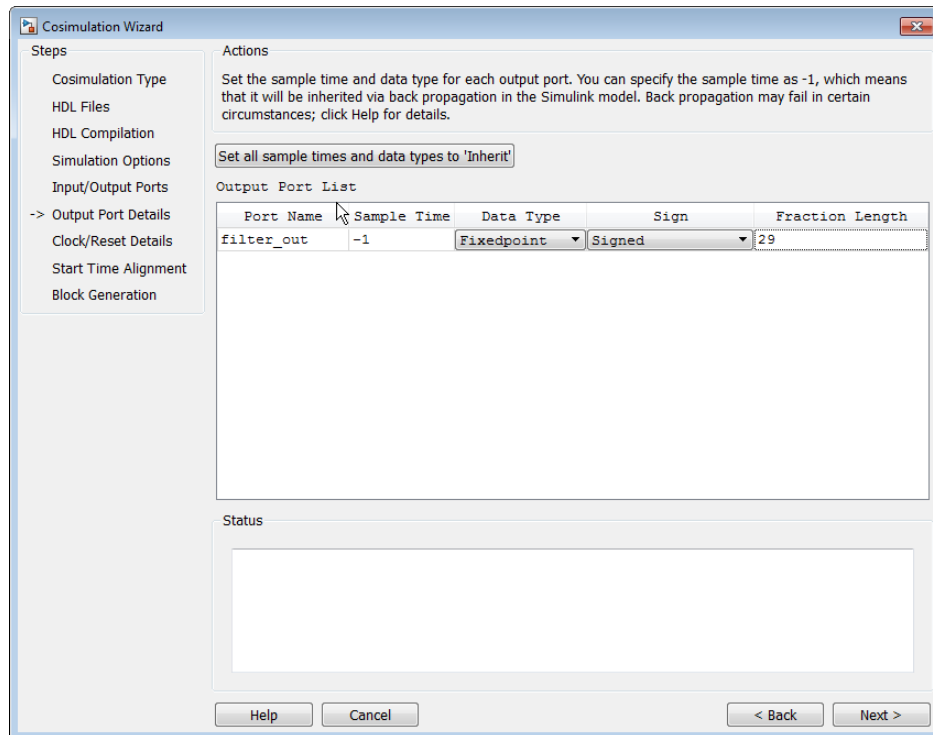 Cosimulation Wizard
Steps
Cosimulation Type
HDL Files
HDL Compilation
Simulation Options
Input/Output Ports
-> Output Port Details
Clock/Reset Details
Start Time Alignment
Block Generation
Actions
Set the sample time and data type for each output port. You can specify the sample time as -1, which means
that it will be inherited via back propagation in the Simulink model. Back propagation may fail in certain
circumstances; click Help for details.
Set all sample times and data types to 'Inherit'
Output Port List
Port Name Sample Time Data Type Sign Fraction Length
filter_out -1 Fixedpoint Signed 29
Status
Help Cancel < Back Next >